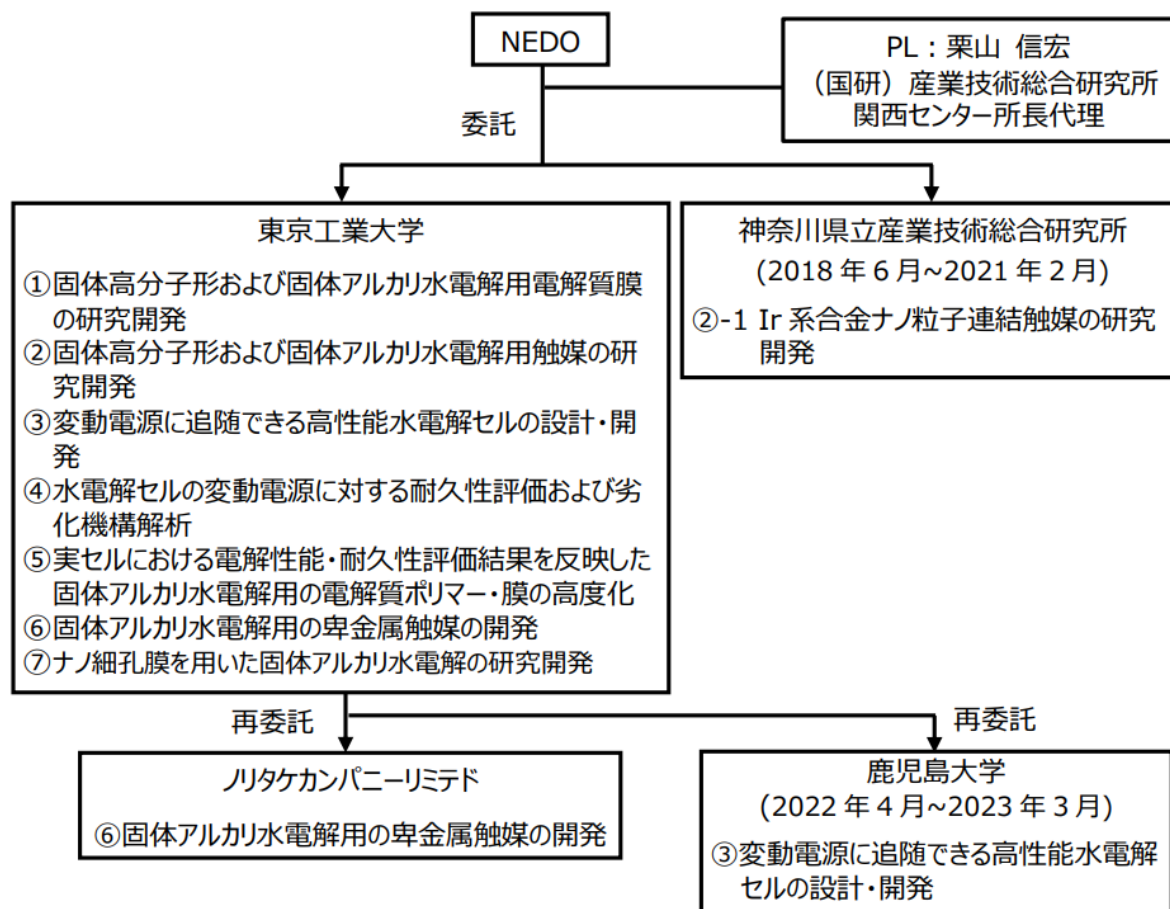 NEDO
PL：栗山 信宏
（国研）産業技術総合研究所
関西センター所長代理
委託
東京工業大学
①固体高分子形および固体アルカリ水電解用電解質膜
の研究開発
②固体高分子形および固体アルカリ水電解用触媒の研
究開発
③変動電源に追随できる高性能水電解セルの設計・開
発
④水電解セルの変動電源に対する耐久性評価および劣
化機構解析
⑤実セルにおける電解性能・耐久性評価結果を反映した
固体アルカリ水電解用の電解質ポリマー・膜の高度化
⑥固体アルカリ水電解用の卑金属触媒の開発
⑦ナノ細孔膜を用いた固体アルカリ水電解の研究開発
神奈川県立産業技術総合研究所
(2018 年 6 月~2021 年 2 月)
②-1 Ir 系合金ナノ粒子連結触媒の研究
開発
再委託
再委託
ノリタケカンパニーリミテド
⑥固体アルカリ水電解用の卑金属触媒の開発
鹿児島大学
(2022 年 4 月~2023 年 3 月)
③変動電源に追随できる高性能水電解
セルの設計・開発